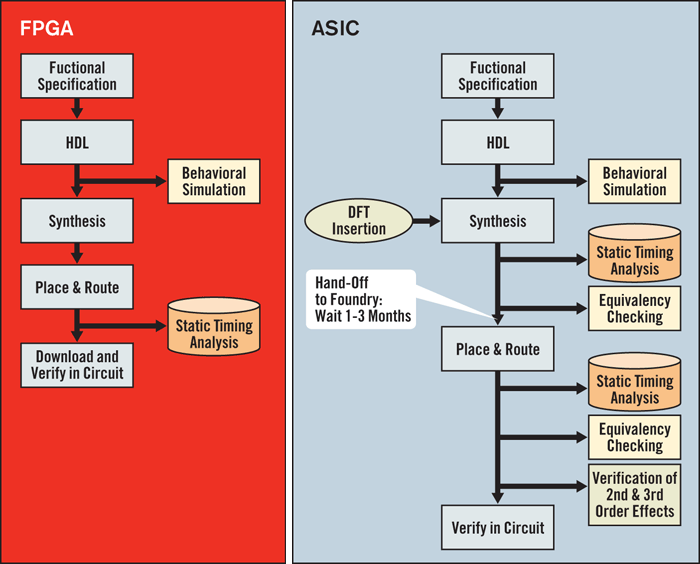 FPGA
Fuctional
Specification
HDL
Behavioral
Simulation
Synthesis
Place & Route
Static Timing
Analysis
Download and
Verify in Circuit
ASIC
Fuctional
Specification
HDL
Behavioral
Simulation
DFT
Insertion
Synthesis
Static Timing
Analysis
Hand-Off
to Foundry:
Wait 1-3 Months
Equivalency
Checking
Place & Route
Static Timing
Analysis
Equivalency
Checking
Verification of
2nd & 3rd
Order Effects
Verify in Circuit